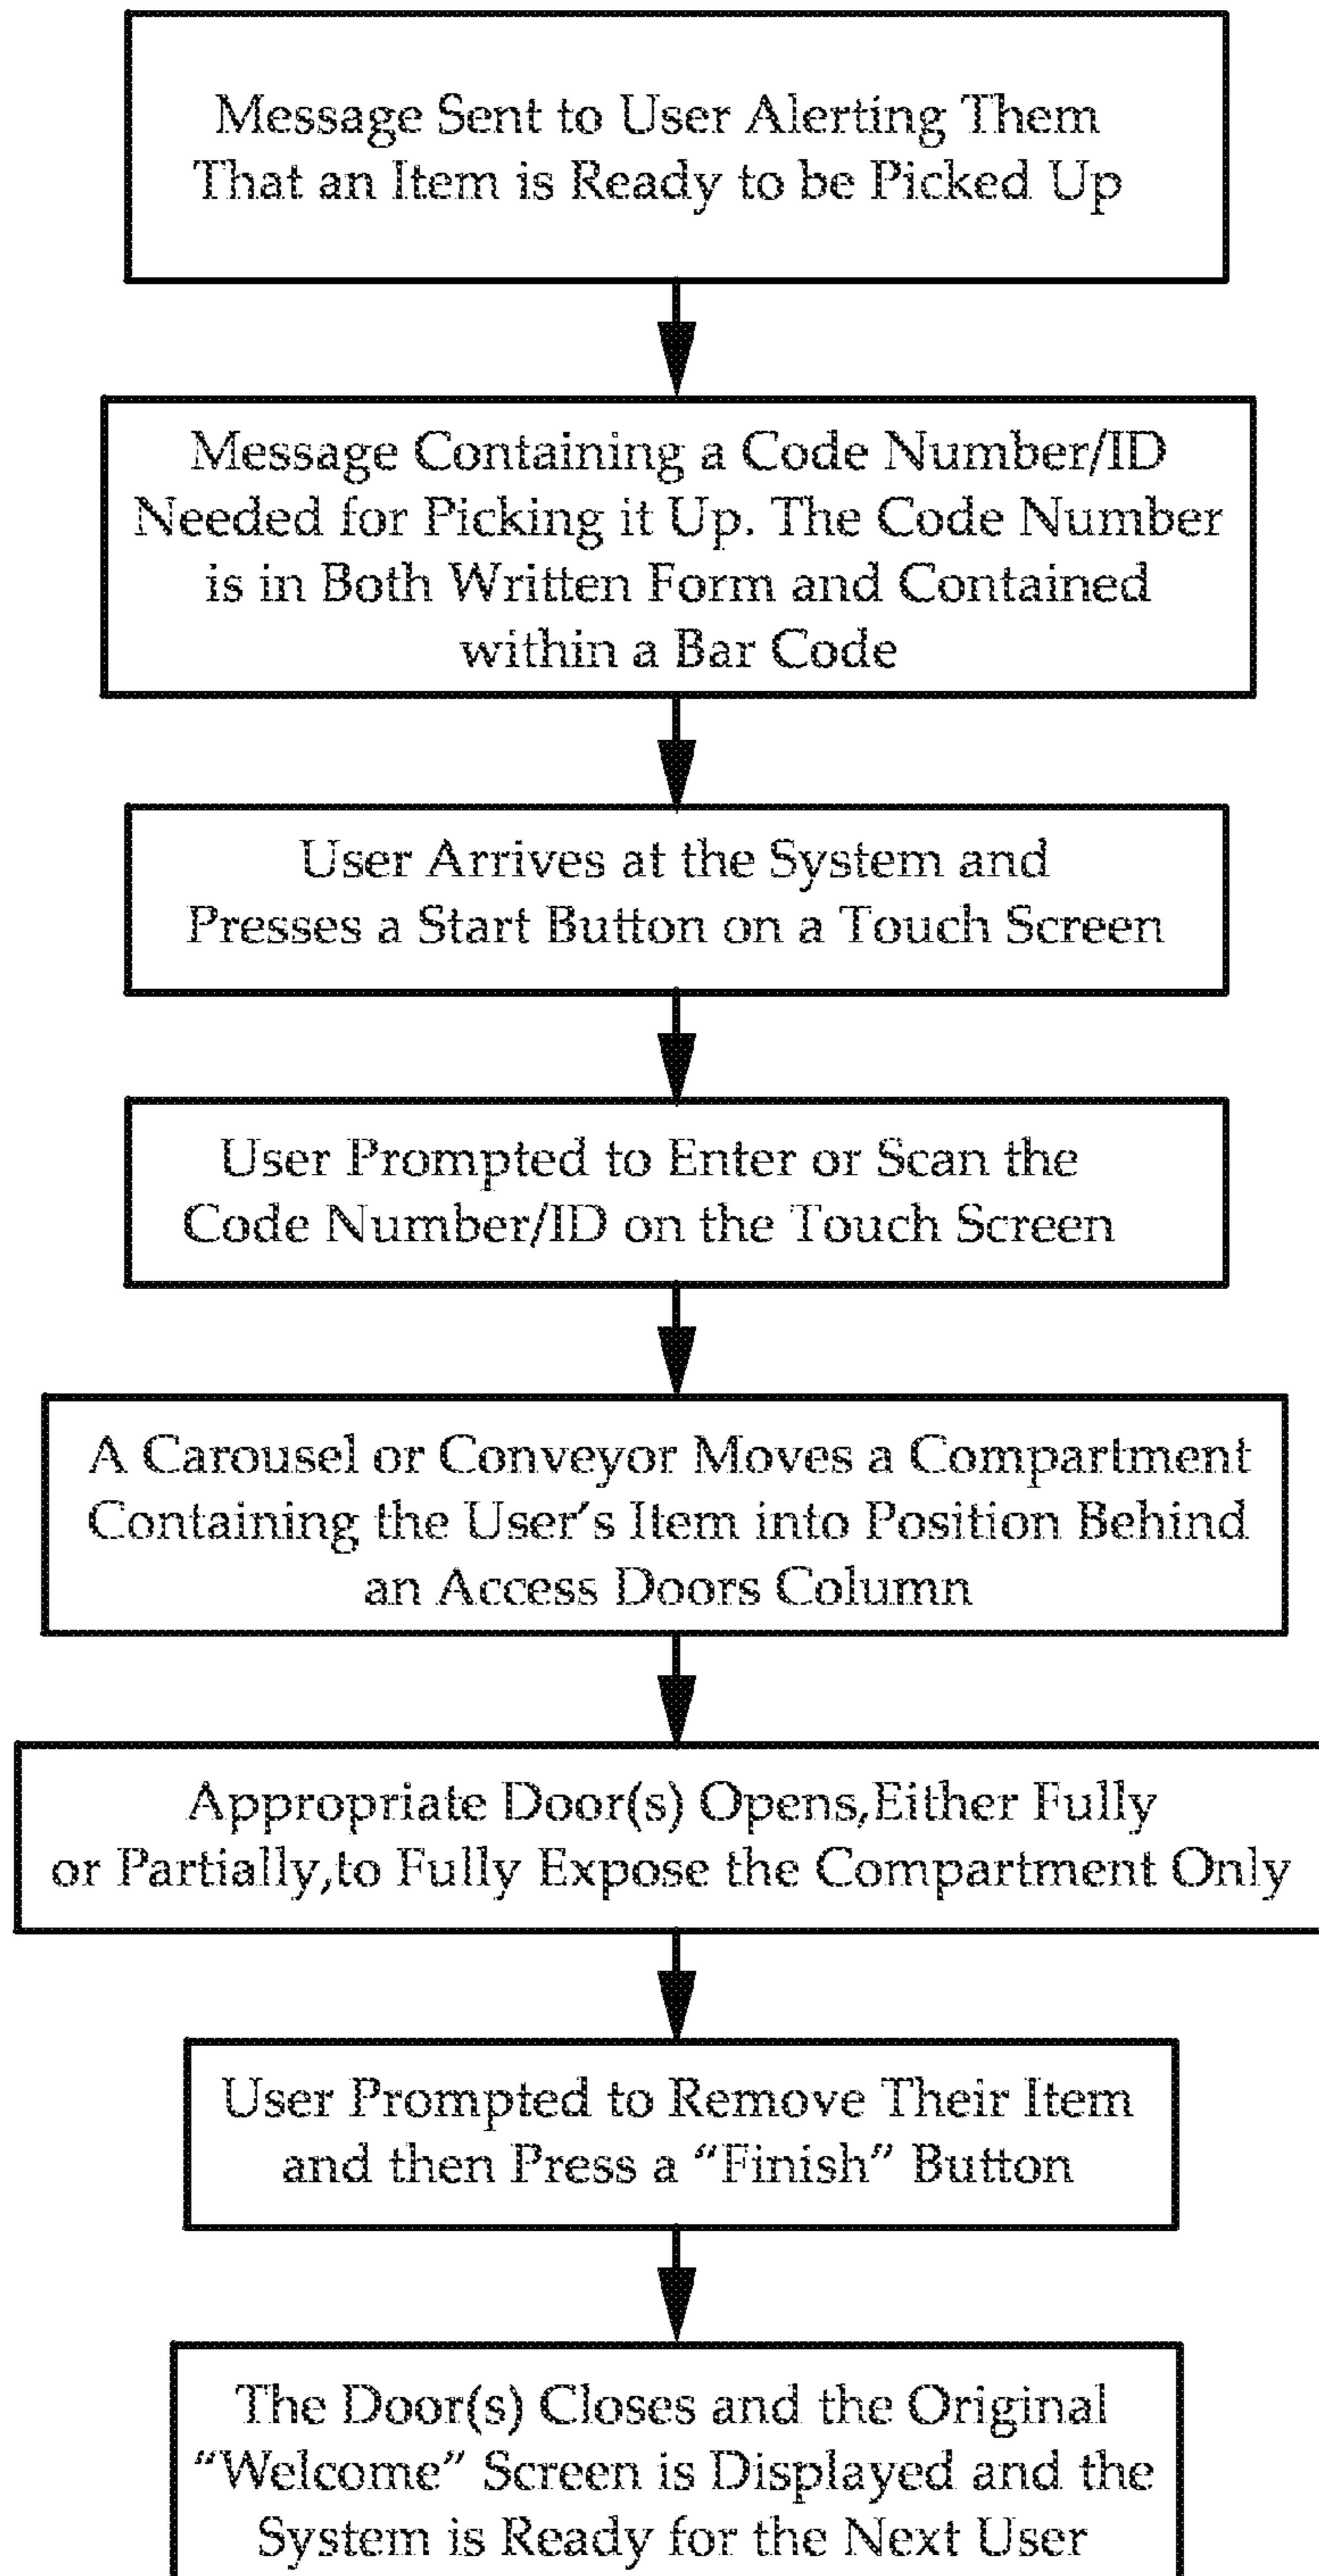 Message Sent to User Alerting Them
That an Item is Ready to be Picked Up
Message Containing a Code Number/ID
Needed for Picking it Up. The Code Number
is in Both Written Form and Contained
within a Bar Code
User Arrives at the System and
Presses a Start Button on a Touch Screen
User Prompted to Enter or Scan the
Code Number/ID on the Touch Screen
A Carousel or Conveyor Moves a Compartment
Containing the User’s Item into Position Behind
an Access Doors Column
Appropriate Door(s) Opens,Either Fully
or Partially,to Fully Expose the Compartment Only
User Prompted to Remove Their Item
and then Press a “Finish” Button
The Door(s) Closes and the Original
“Welcome” Screen is Displayed and the
System is Ready for the Next User